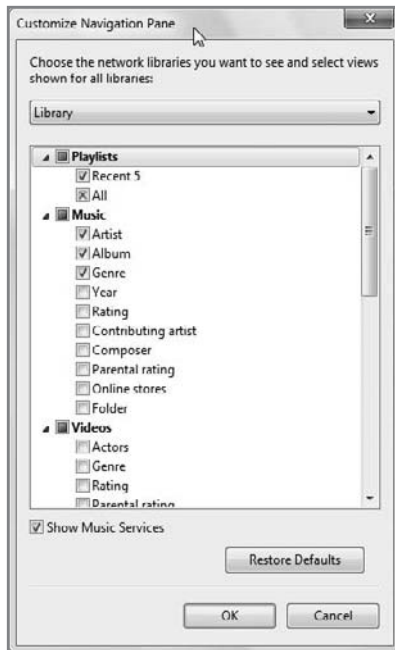 Customize Navigation Pane
Choose the network libraries you want to see and select views
shown for all libraries:
Library
Playlists
Recent 5
All
Music
Artist
Album
Genre
Year
Rating
Contributing artist
Composer
Parental rating
Online stores
Folder
Videos
Actors
Genre
Rating
Parental rating
Show Music Services
Restore Defaults
OK
Cancel